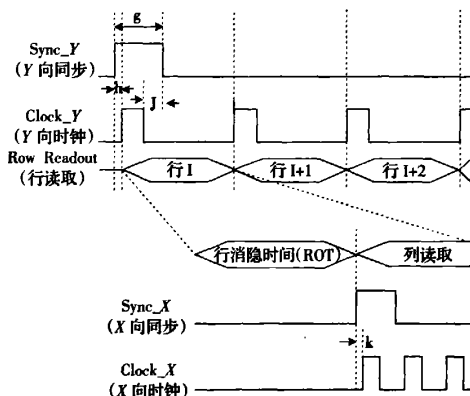 g
Sync_Y
(Y 向同步)
h
J
Clock_Y
(Y 向时钟)
Row Readout
(行读取)
行 I
行 I+1
行 I+2
行消隐时间(ROT)
列读取
Sync_X
(X 向同步)
k
Clock_X
(X 向时钟)